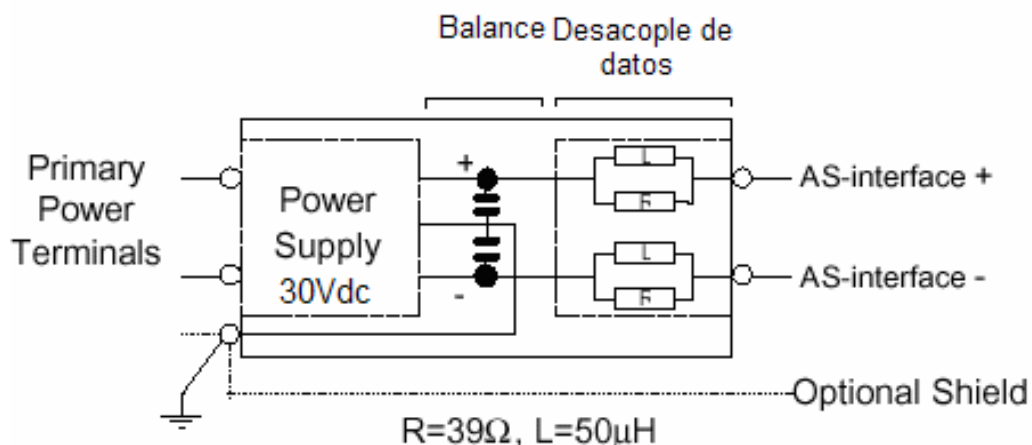 Balance
Desacople de
datos
Primary
Power
Terminals
Power
Supply
30Vdc
+
-
L
R
L
R
AS-interface +
AS-interface -
Optional Shield
R=39Ω, L=50µH